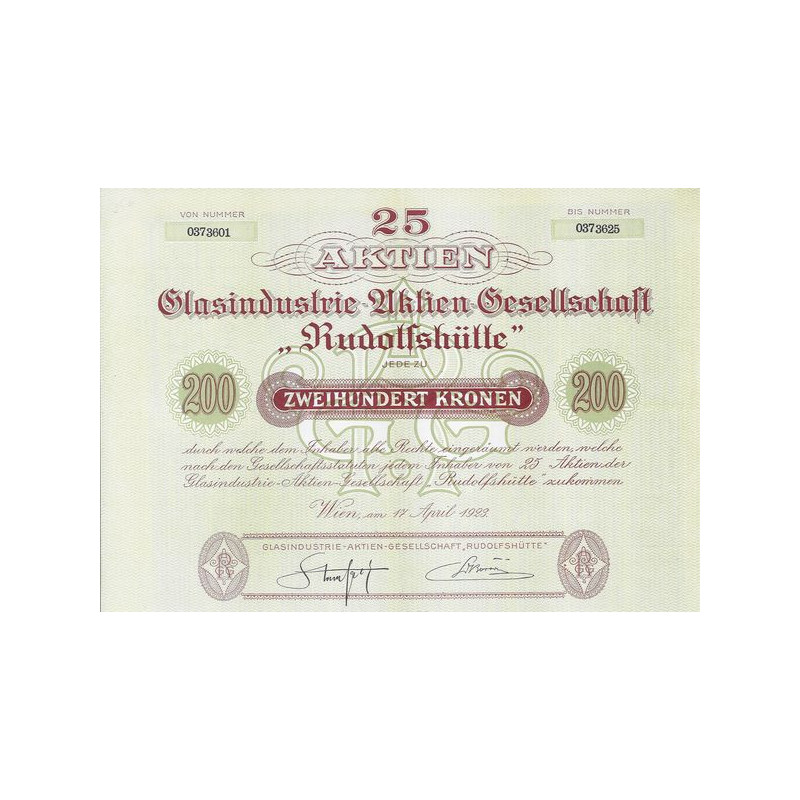 VON NUMMER
0373601
BIS NUMMER
0373625
25
AKTIEN
Glasindustrie-Aktien-Gesellschaft
„Rudolfshütte”
JEDE ZU
200
ZWEIHUNDERT KRONEN
200
durch welche dem Inhaber alle Rechte eingeräumt werden, welche
nach den Gesellschaftsstatuten jedem Inhaber von 25 Aktien der
Glasindustrie-Aktien-Gesellschaft „Rudolfshütte” zukommen
Wien, am 17 April 1923.
GLASINDUSTRIE-AKTIEN-GESELLSCHAFT „RUDOLFSHÜTTE”